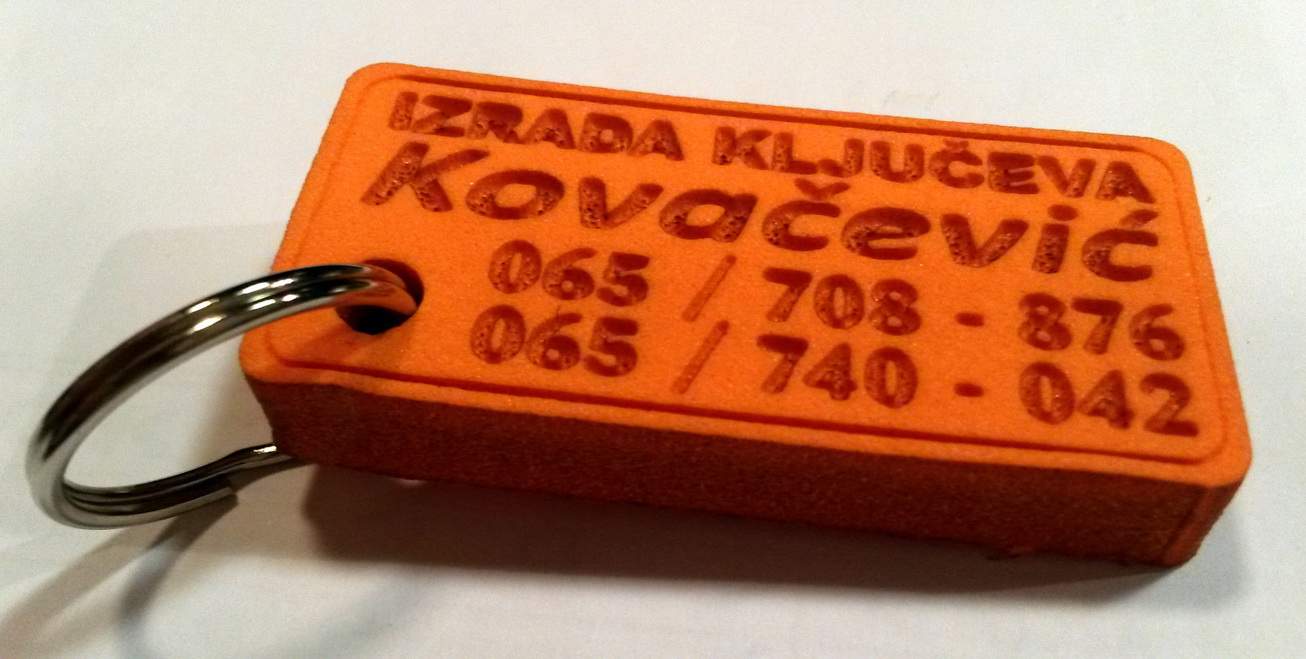 IZRADA KLJUČEVA
Kovačević
065 / 708 - 876
065 / 740 - 042